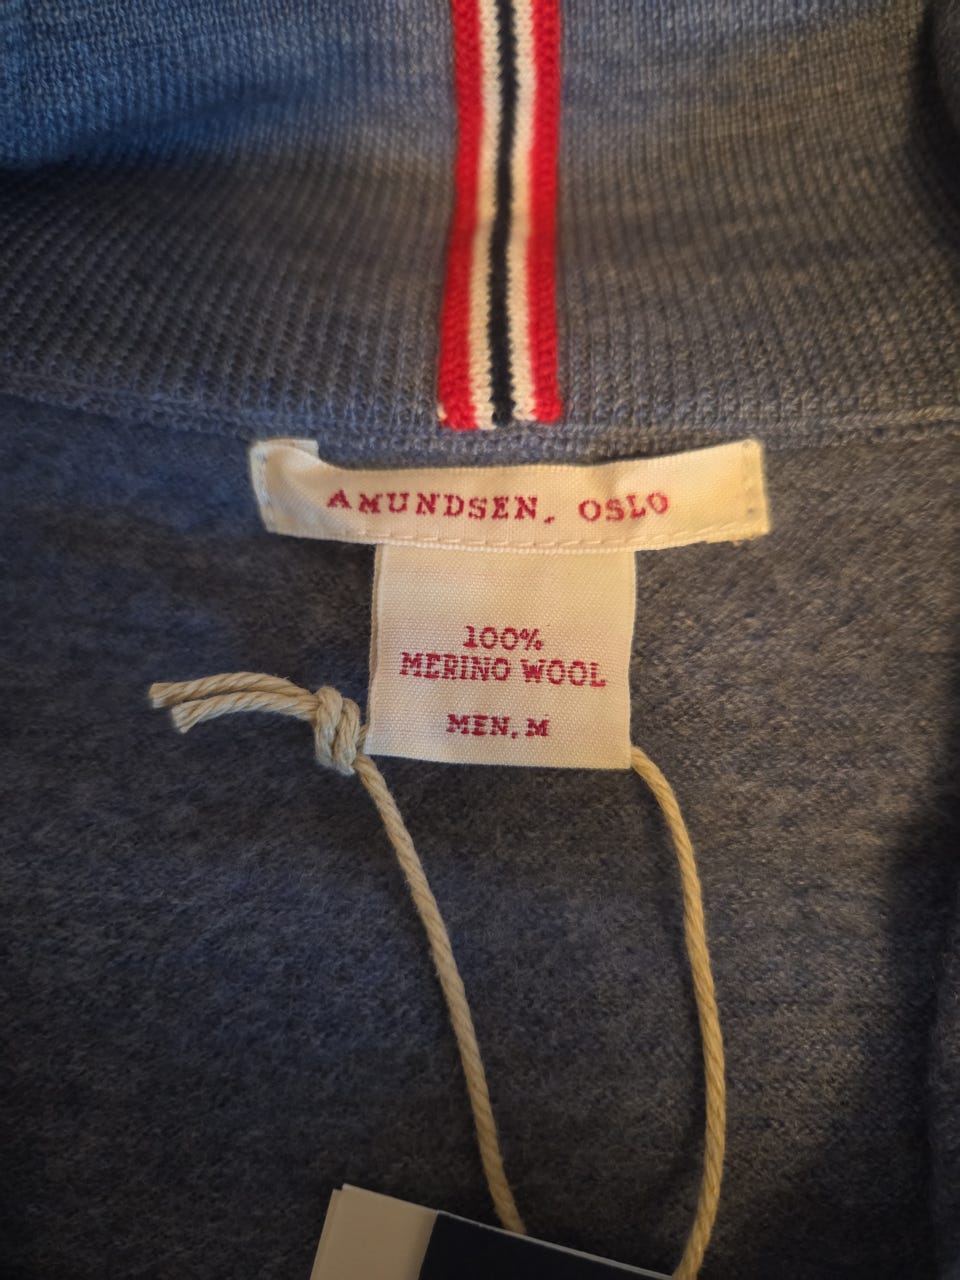 AMUNDSEN, OSLO
100%
MERINO WOOL
MEN, M